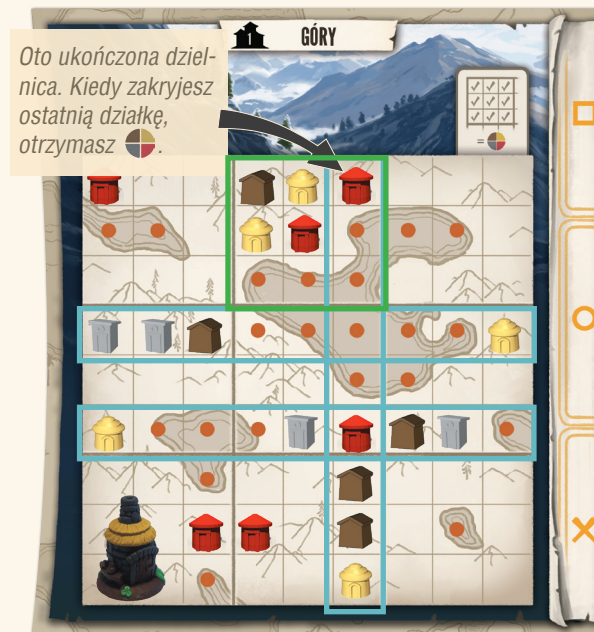 1
GÓRY
Oto ukończona dziel-
nica. Kiedy zakryjesz
ostatnią działkę,
otrzymasz .
=